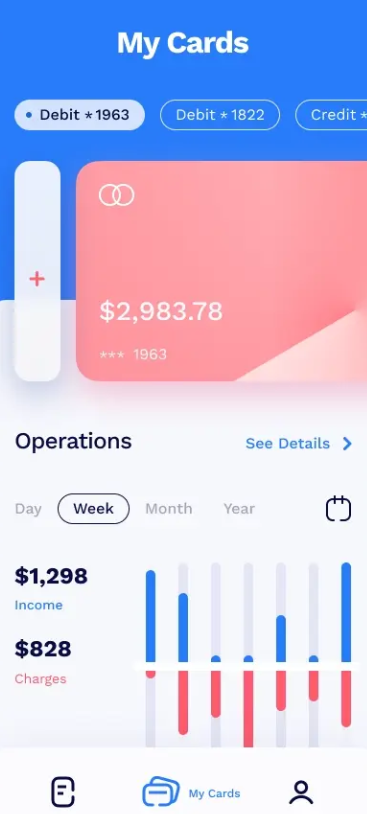 My Cards
Debit * 1963
Debit * 1822
Credit *
+
$2,983.78
*** 1963
Operations
See Details
Day
Week
Month
Year
$1,298
Income
$828
Charges
My Cards